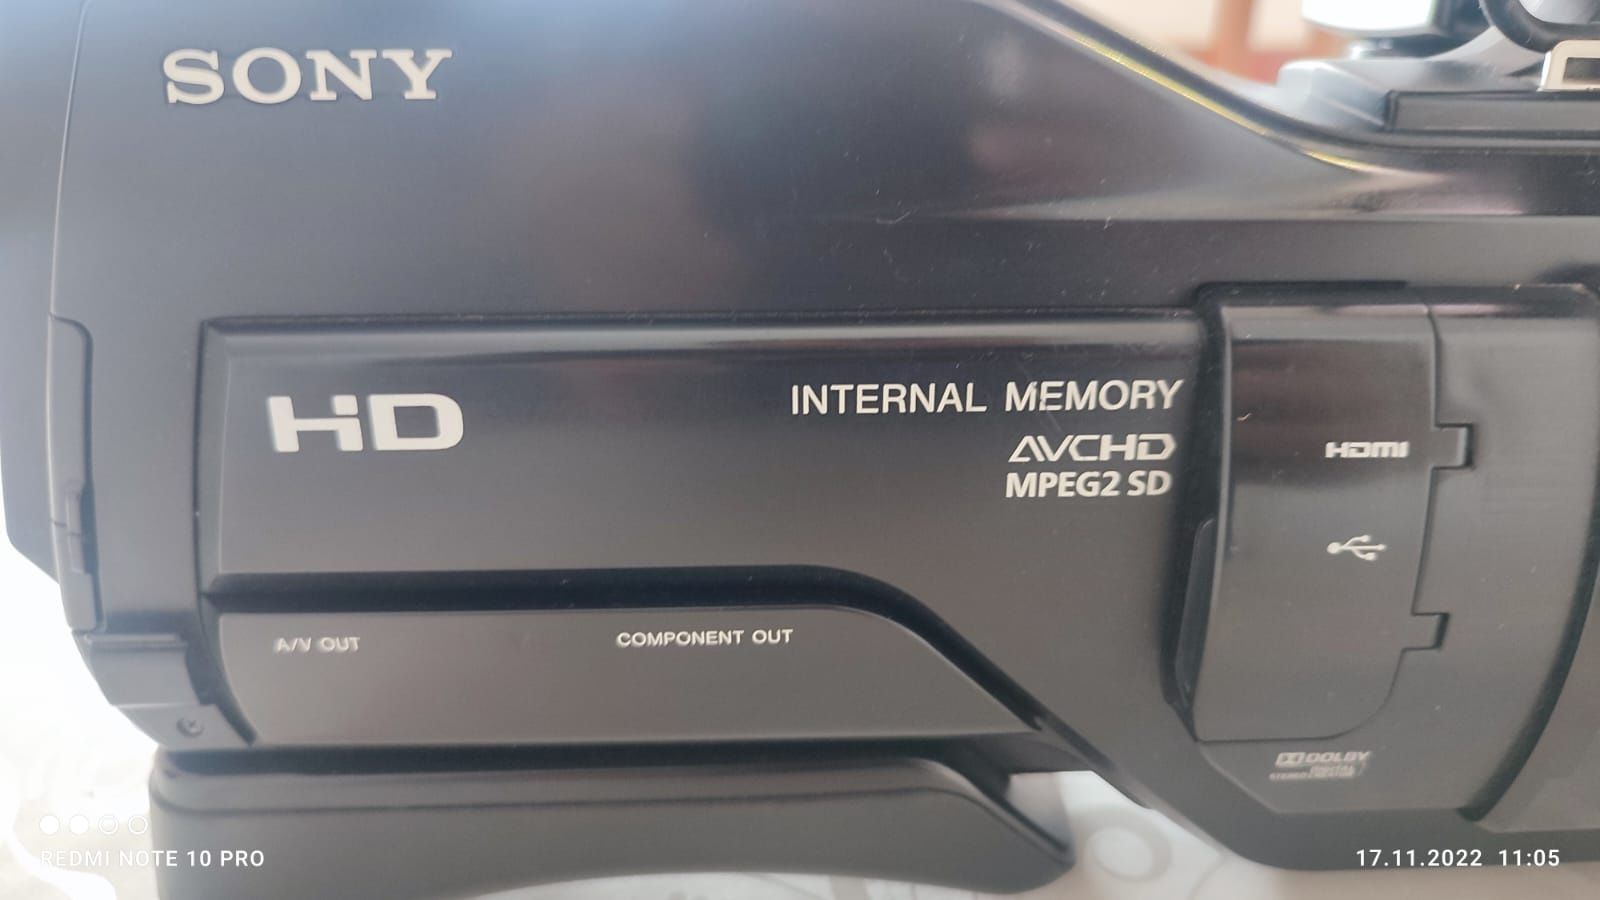 SONY
HD
INTERNAL MEMORY
AVCHD
MPEG2 SD
HDMI
A/V OUT
COMPONENT OUT
DOLBY
REDMI NOTE 10 PRO
17.11.2022 11:05